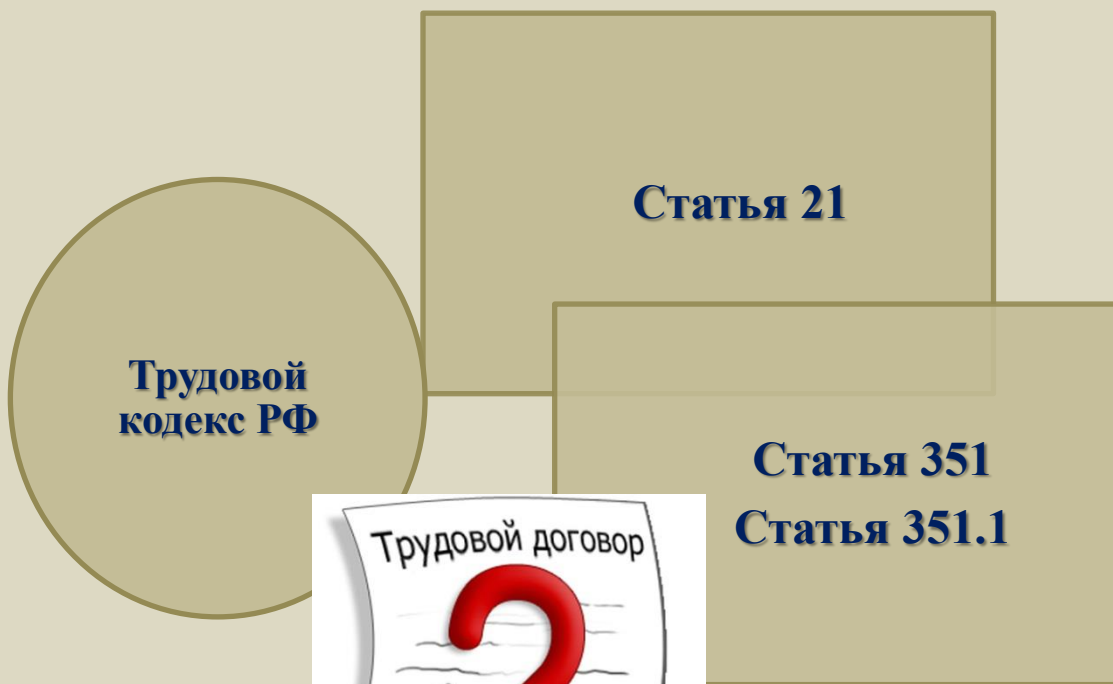 Статья 21
Трудовой
кодекс РФ
Статья 351
Статья 351.1
Трудовой договор